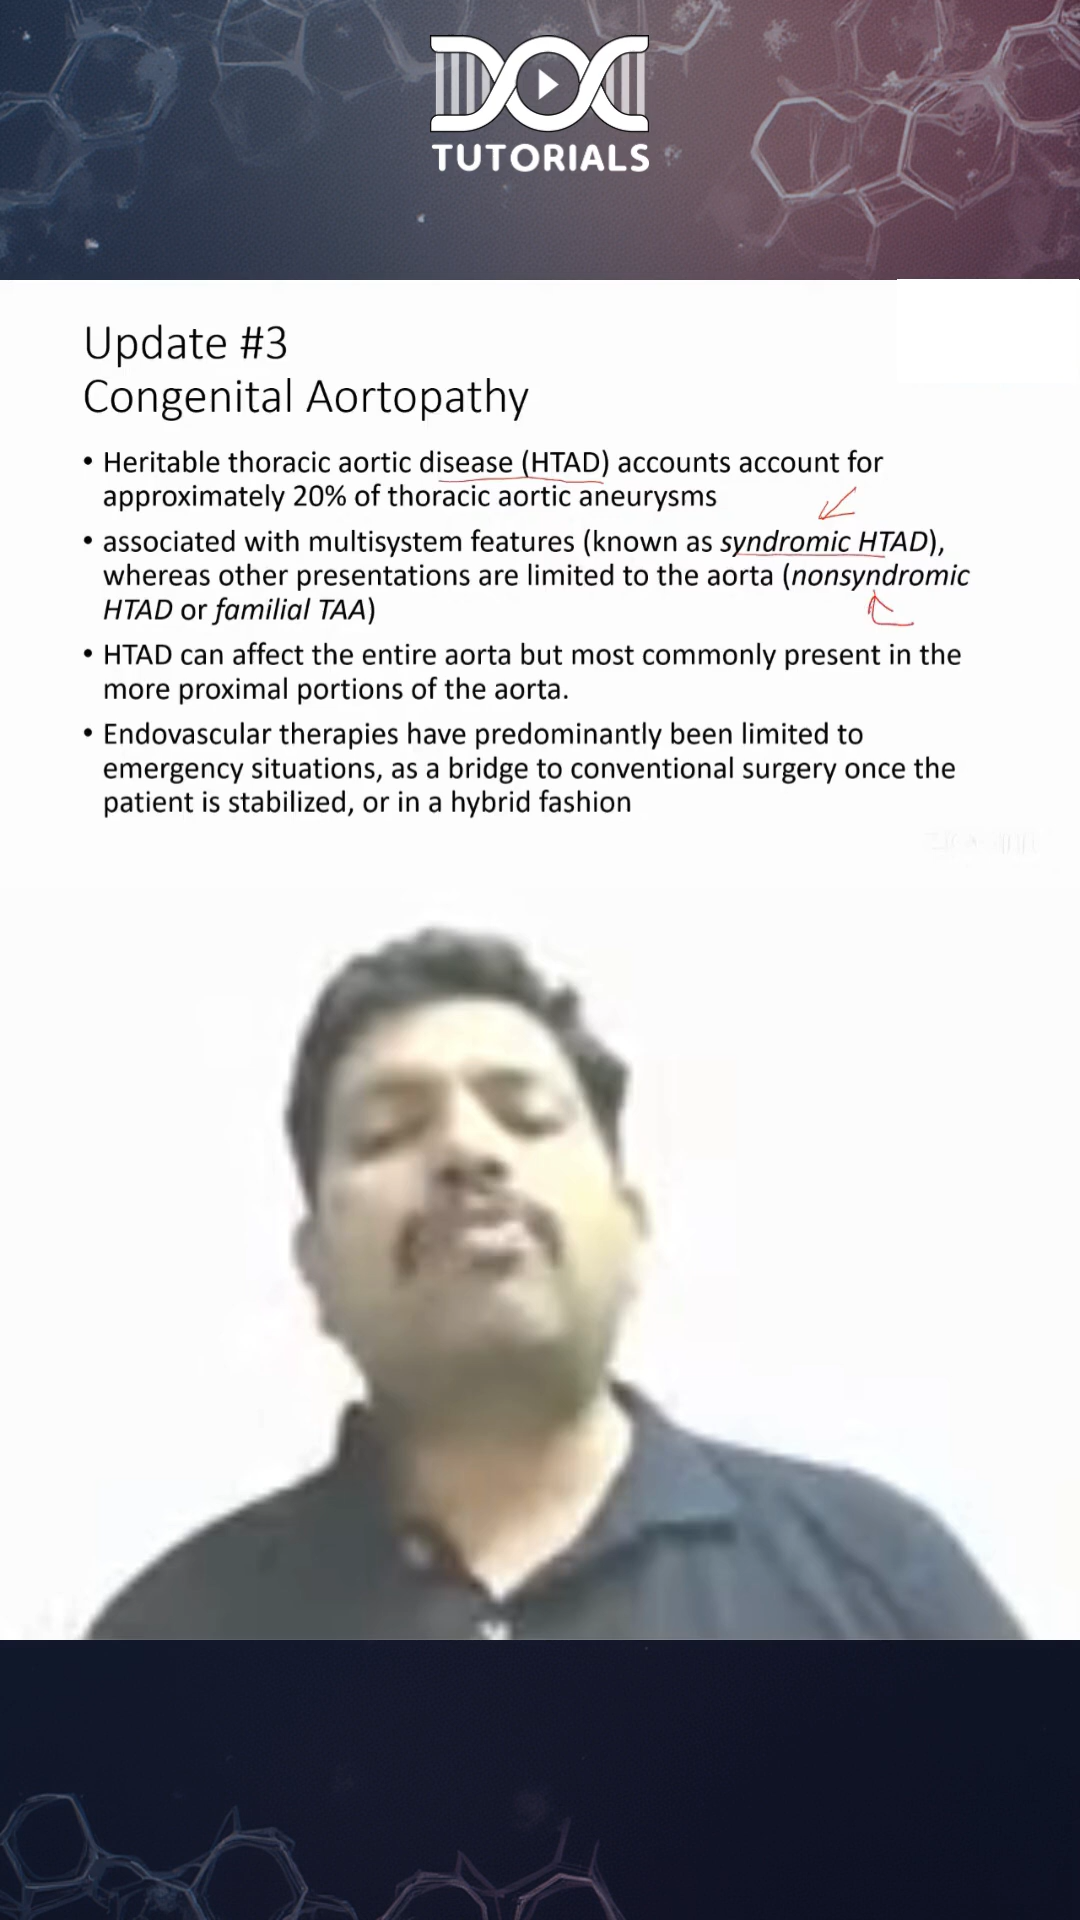 DOC
TUTORIALS
Update #3
Congenital Aortopathy
• Heritable thoracic aortic disease (HTAD) accounts account for
approximately 20% of thoracic aortic aneurysms
• associated with multisystem features (known as syndromic HTAD),
whereas other presentations are limited to the aorta (nonsyndromic
HTAD or familial TAA)
• HTAD can affect the entire aorta but most commonly present in the
more proximal portions of the aorta.
• Endovascular therapies have predominantly been limited to
emergency situations, as a bridge to conventional surgery once the
patient is stabilized, or in a hybrid fashion